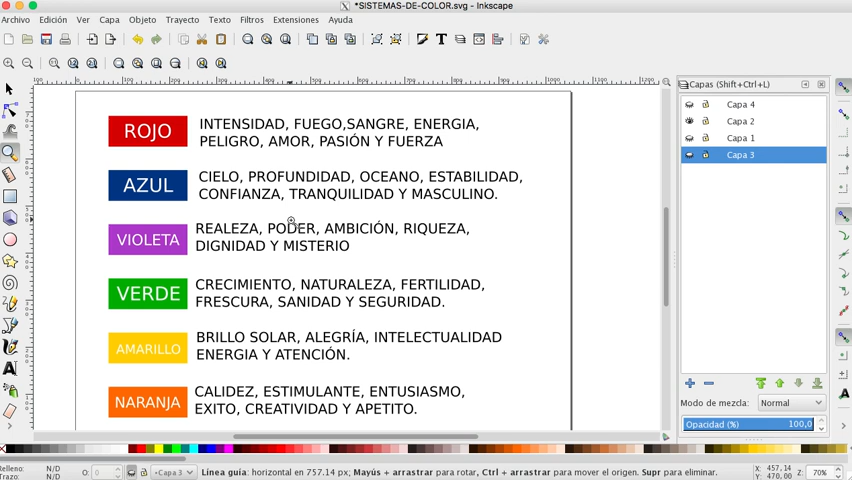 *SISTEMAS-DE-COLOR.svg - Inkscape
Archivo Edición Ver Capa Objeto Trayecto Texto Filtros Extensiones Ayuda
Capas (Shift+Ctrl+L)
Capa 4
Capa 2
Capa 1
Capa 3
ROJO
INTENSIDAD, FUEGO,SANGRE, ENERGIA,
PELIGRO, AMOR, PASIÓN Y FUERZA
AZUL
CIELO, PROFUNDIDAD, OCEANO, ESTABILIDAD,
CONFIANZA, TRANQUILIDAD Y MASCULINO.
VIOLETA
REALEZA, PODER, AMBICIÓN, RIQUEZA,
DIGNIDAD Y MISTERIO
VERDE
CRECIMIENTO, NATURALEZA, FERTILIDAD,
FRESCURA, SANIDAD Y SEGURIDAD.
AMARILLO
BRILLO SOLAR, ALEGRÍA, INTELECTUALIDAD
ENERGIA Y ATENCIÓN.
NARANJA
CALIDEZ, ESTIMULANTE, ENTUSIASMO,
EXITO, CREATIVIDAD Y APETITO.
Modo de mezcla: Normal
Opacidad (%) 100,0
Relleno: N/D
Trazo: N/D
O: 0
Capa 3
Línea guía: horizontal en 757.14 px; Mayús + arrastrar para rotar, Ctrl + arrastrar para mover el origen. Supr para eliminar.
X: 457,14
Y: 470,00
Z: 70%